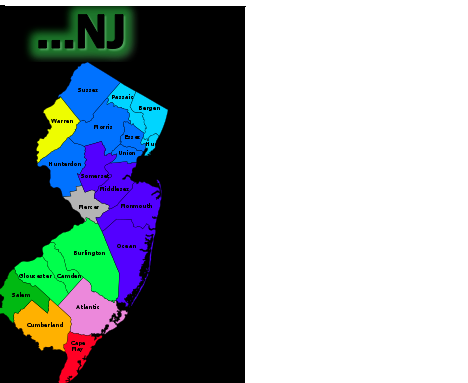 ...NJ
Sussex
Passaic
Bergen
Warren
Morris
Essex
Hu
Union
Hunterdon
Somerset
Middlesex
Mercer
Monmouth
Ocean
Burlington
Gloucester
Camden
Salem
Atlantic
Cumberland
Cape
May